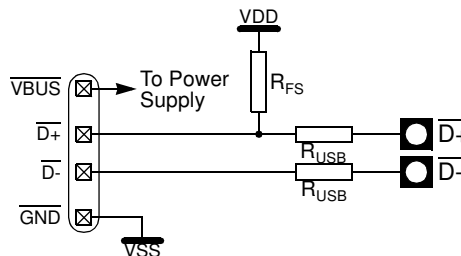 VDD
VBUS
To Power
Supply
RFS
D+
RUSB
D+
D-
RUSB
D-
GND
VSS